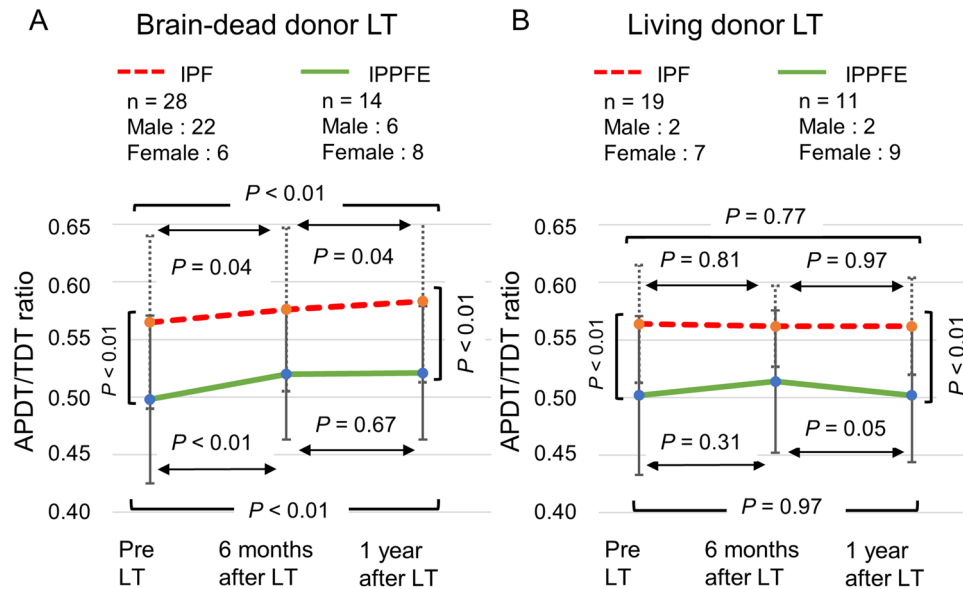 A Brain-dead donor LT
IPF IPPFE
n = 28 n = 14
Male : 22 Male : 6
Female : 6 Female : 8
P < 0.01
0.65
P = 0.04 P = 0.04
0.60
0.55
P < 0.01 P < 0.01
0.50
P < 0.01 P = 0.67
0.45
P < 0.01
0.40
APDT/TDT ratio
Pre 6 months 1 year
LT after LT after LT
B Living donor LT
IPF IPPFE
n = 19 n = 11
Male : 2 Male : 2
Female : 7 Female : 9
P = 0.77
0.65
P = 0.81 P = 0.97
0.60
0.55
P < 0.01 P < 0.01
0.50
P = 0.31 P = 0.05
0.45
P = 0.97
0.40
APDT/TDT ratio
Pre 6 months 1 year
LT after LT after LT